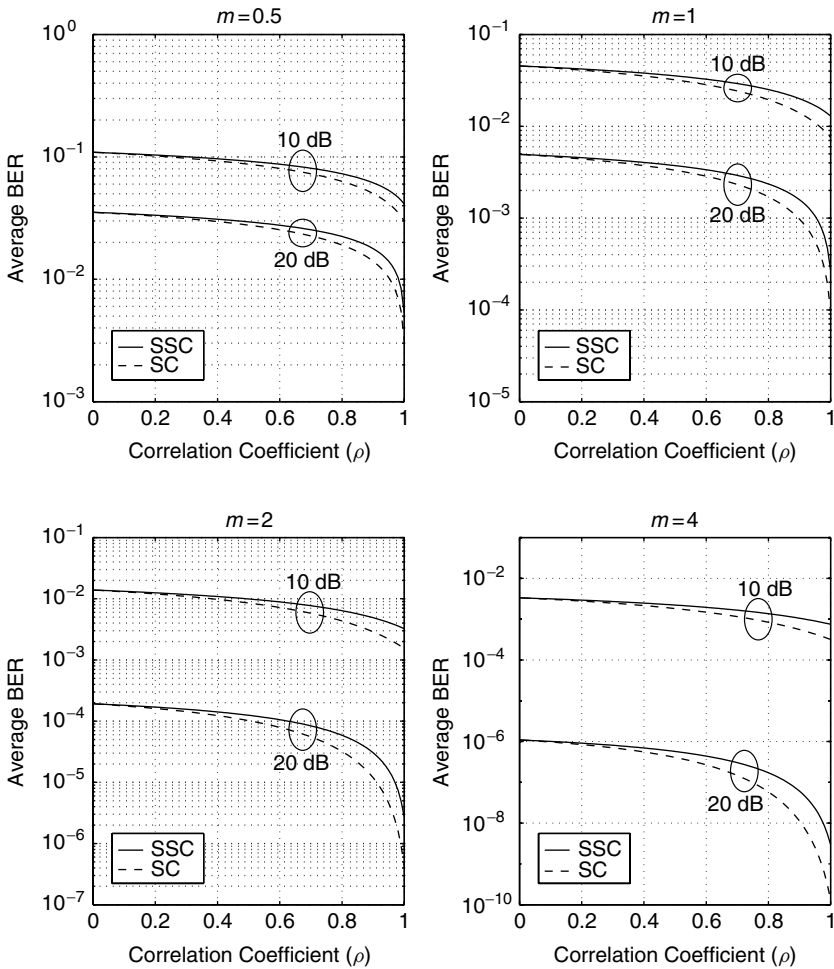 m=0.5
10^0
10^−1
10^−2
10^−3
Average BER
10 dB
20 dB
SSC
SC
0 0.2 0.4 0.6 0.8 1
Correlation Coefficient (ρ)
m=1
10^−1
10^−2
10^−3
10^−4
10^−5
Average BER
10 dB
20 dB
SSC
SC
0 0.2 0.4 0.6 0.8 1
Correlation Coefficient (ρ)
m=2
10^−1
10^−2
10^−3
10^−4
10^−5
10^−6
10^−7
Average BER
10 dB
20 dB
SSC
SC
0 0.2 0.4 0.6 0.8 1
Correlation Coefficient (ρ)
m=4
10^−2
10^−4
10^−6
10^−8
10^−10
Average BER
10 dB
20 dB
SSC
SC
0 0.2 0.4 0.6 0.8 1
Correlation Coefficient (ρ)